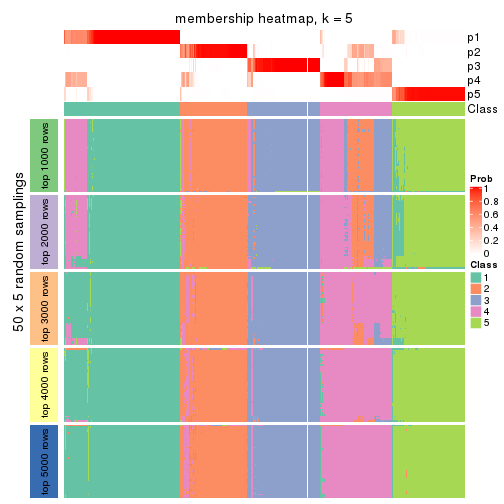 membership heatmap, k = 5
p1
p2
p3
p4
p5
Class
50 x 5 random samplings
top 1000 rows
top 2000 rows
top 3000 rows
top 4000 rows
top 5000 rows
Prob
1
0.8
0.6
0.4
0.2
0
Class
1
2
3
4
5